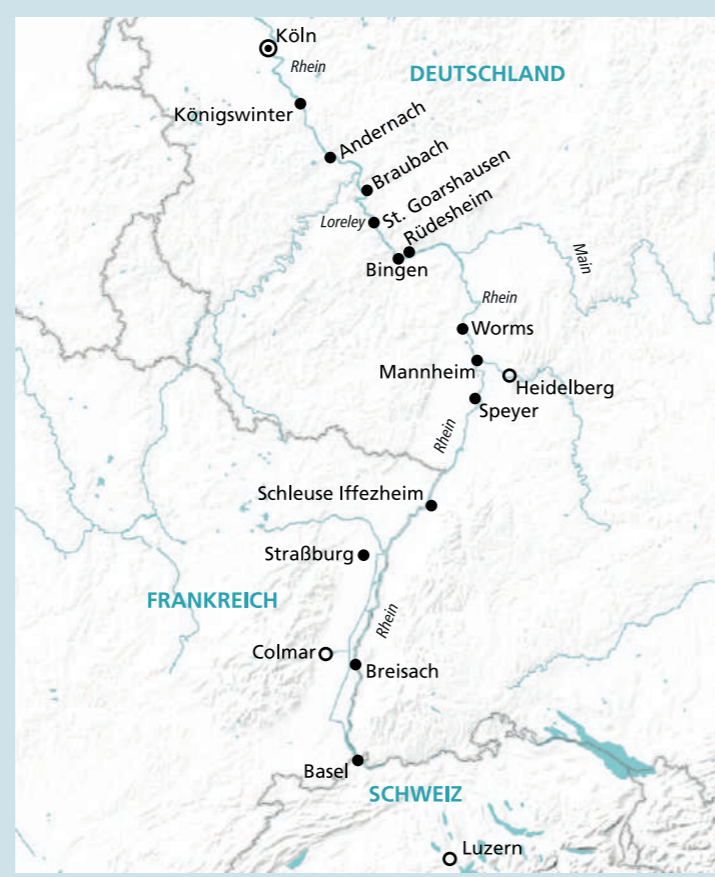 Köln
Rhein
DEUTSCHLAND
Königswinter
Andernach
Braubach
St. Goarshausen
Loreley
Rüdesheim
Bingen
Main
Rhein
Worms
Mannheim
Heidelberg
Speyer
Rhein
Schleuse Iffezheim
Straßburg
FRANKREICH
Rhein
Colmar
Breisach
Basel
SCHWEIZ
Luzern